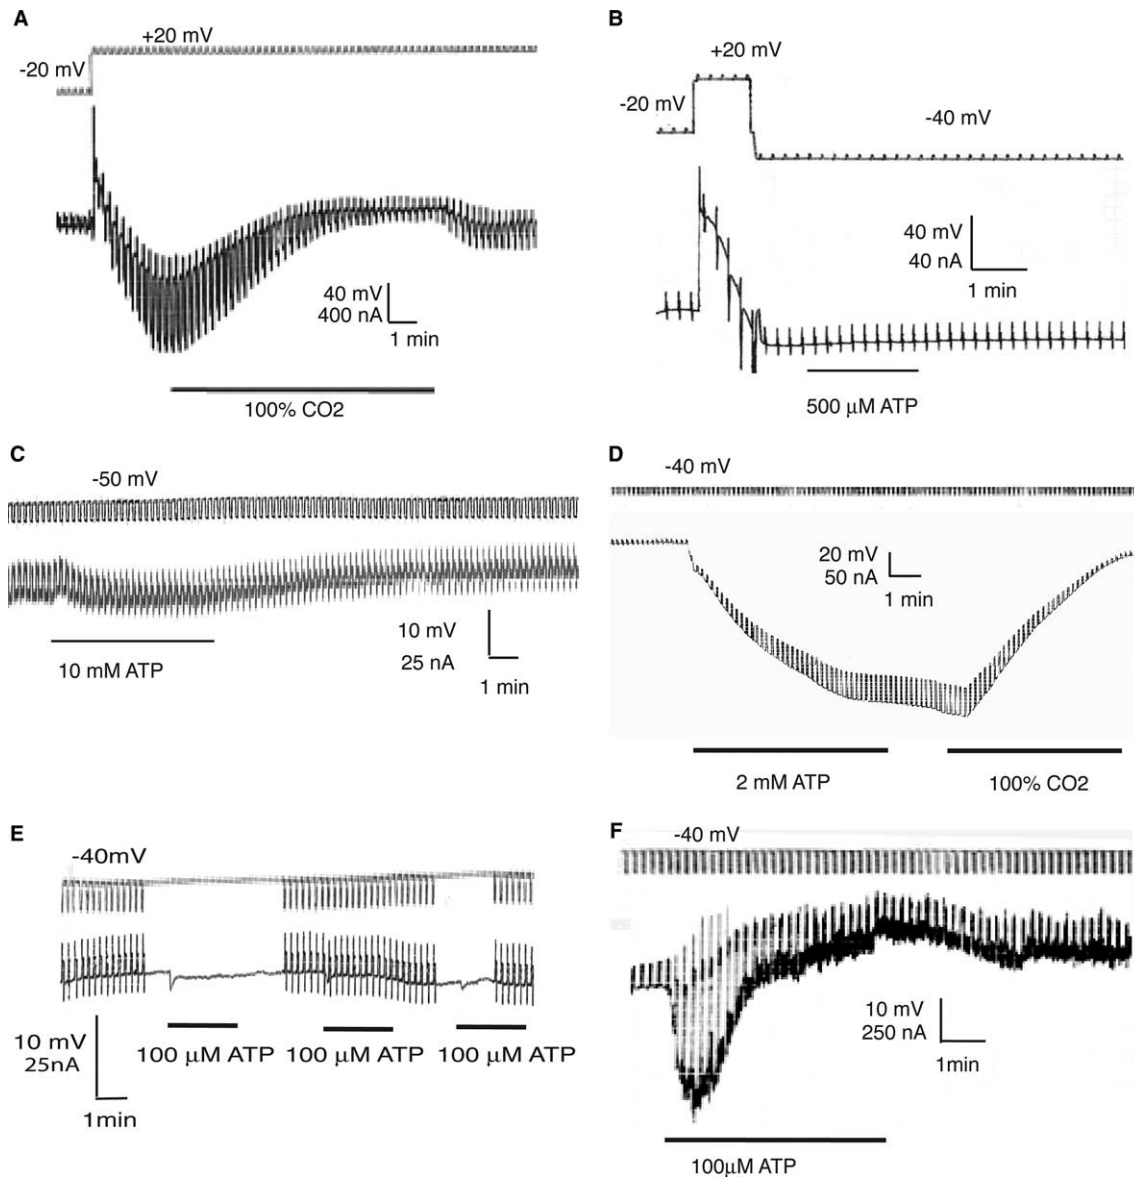 A
+20 mV
-20 mV
40 mV
400 nA
1 min
100% CO2
B
+20 mV
-20 mV
-40 mV
40 mV
40 nA
1 min
500 μM ATP
C
-50 mV
10 mV
25 nA
1 min
10 mM ATP
D
-40 mV
20 mV
50 nA
1 min
2 mM ATP
100% CO2
E
-40mV
10 mV
25nA
1min
100 μM ATP
100 μM ATP
100 μM ATP
F
-40 mV
10 mV
250 nA
1min
100μM ATP